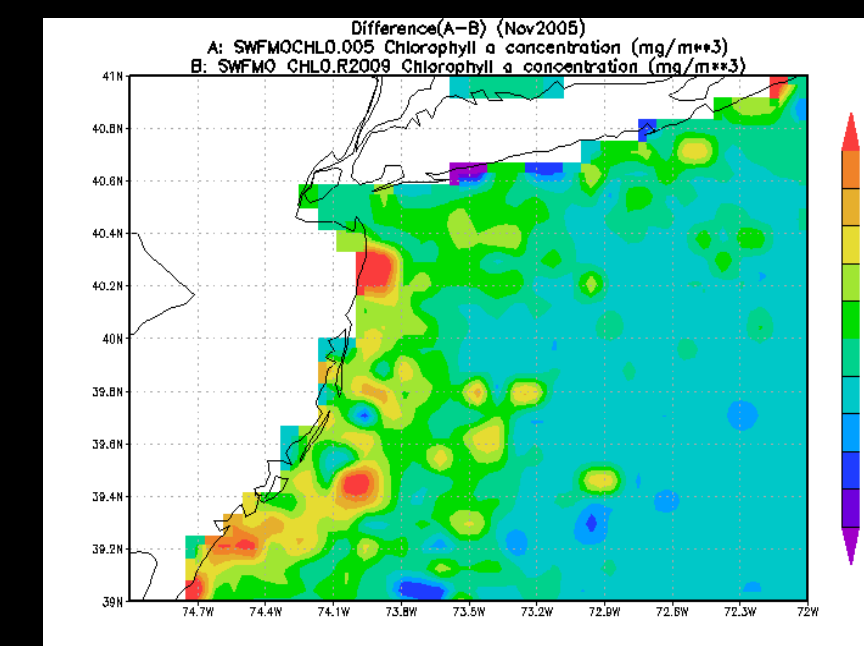 Difference(A-B) (Nov2005)
A: SWFMOCHLO.005 Chlorophyll a concentration (mg/m**3)
B: SWFMO_CHLO.R2009 Chlorophyll a concentration (mg/m**3)
41N
40.8N
40.6N
40.4N
40.2N
40N
39.8N
39.6N
39.4N
39.2N
39N
74.7W 74.4W 74.1W 73.8W 73.5W 73.2W 72.9W 72.6W 72.3W 72W